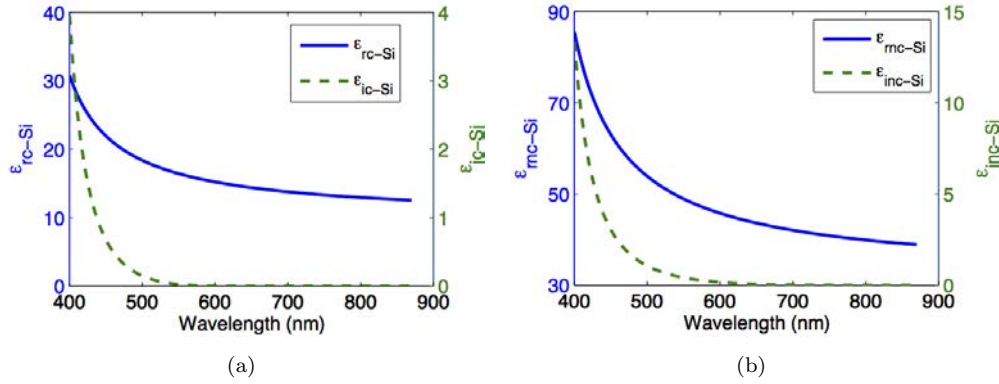 40
30
20
10
0
ε_rc−Si
ε_rc−Si
ε_ic−Si
4
3
2
1
0
ε_ic−Si
400 500 600 700 800 900
Wavelength (nm)
(a)
90
70
50
30
ε_rnc−Si
ε_rnc−Si
ε_inc−Si
15
10
5
0
ε_inc−Si
400 500 600 700 800 900
Wavelength (nm)
(b)